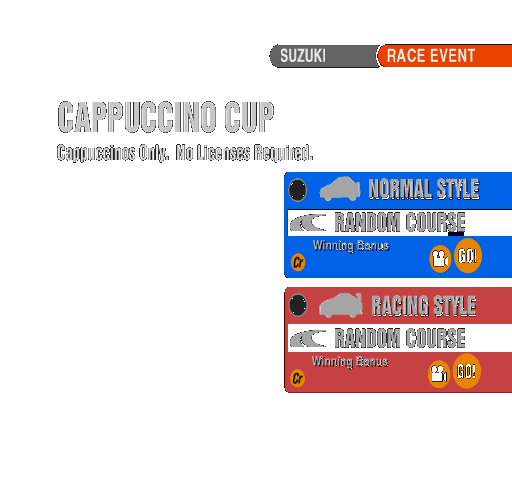 SUZUKI RACE EVENT
CAPPUCCINO CUP
Cappuccinos Only. No Licenses Required.
NORMAL STYLE
RANDOM COURSE
Winning Bonus
Cr GO!
RACING STYLE
RANDOM COURSE
Winning Bonus
Cr GO!